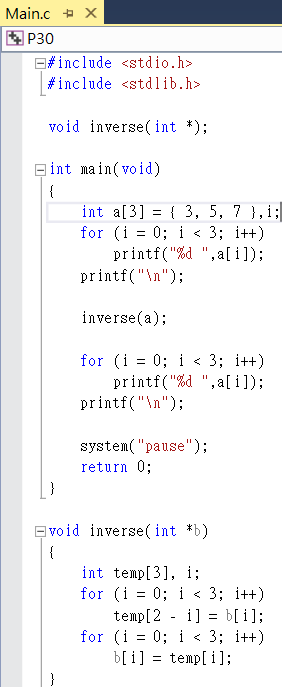 Main.c
P30
#include <stdio.h>
#include <stdlib.h>
void inverse(int *);
int main(void)
{
int a[3] = { 3, 5, 7 },i;
for (i = 0; i < 3; i++)
printf("%d ",a[i]);
printf("\n");
inverse(a);
for (i = 0; i < 3; i++)
printf("%d ",a[i]);
printf("\n");
system("pause");
return 0;
}
void inverse(int *b)
{
int temp[3], i;
for (i = 0; i < 3; i++)
temp[2 - i] = b[i];
for (i = 0; i < 3; i++)
b[i] = temp[i];
}